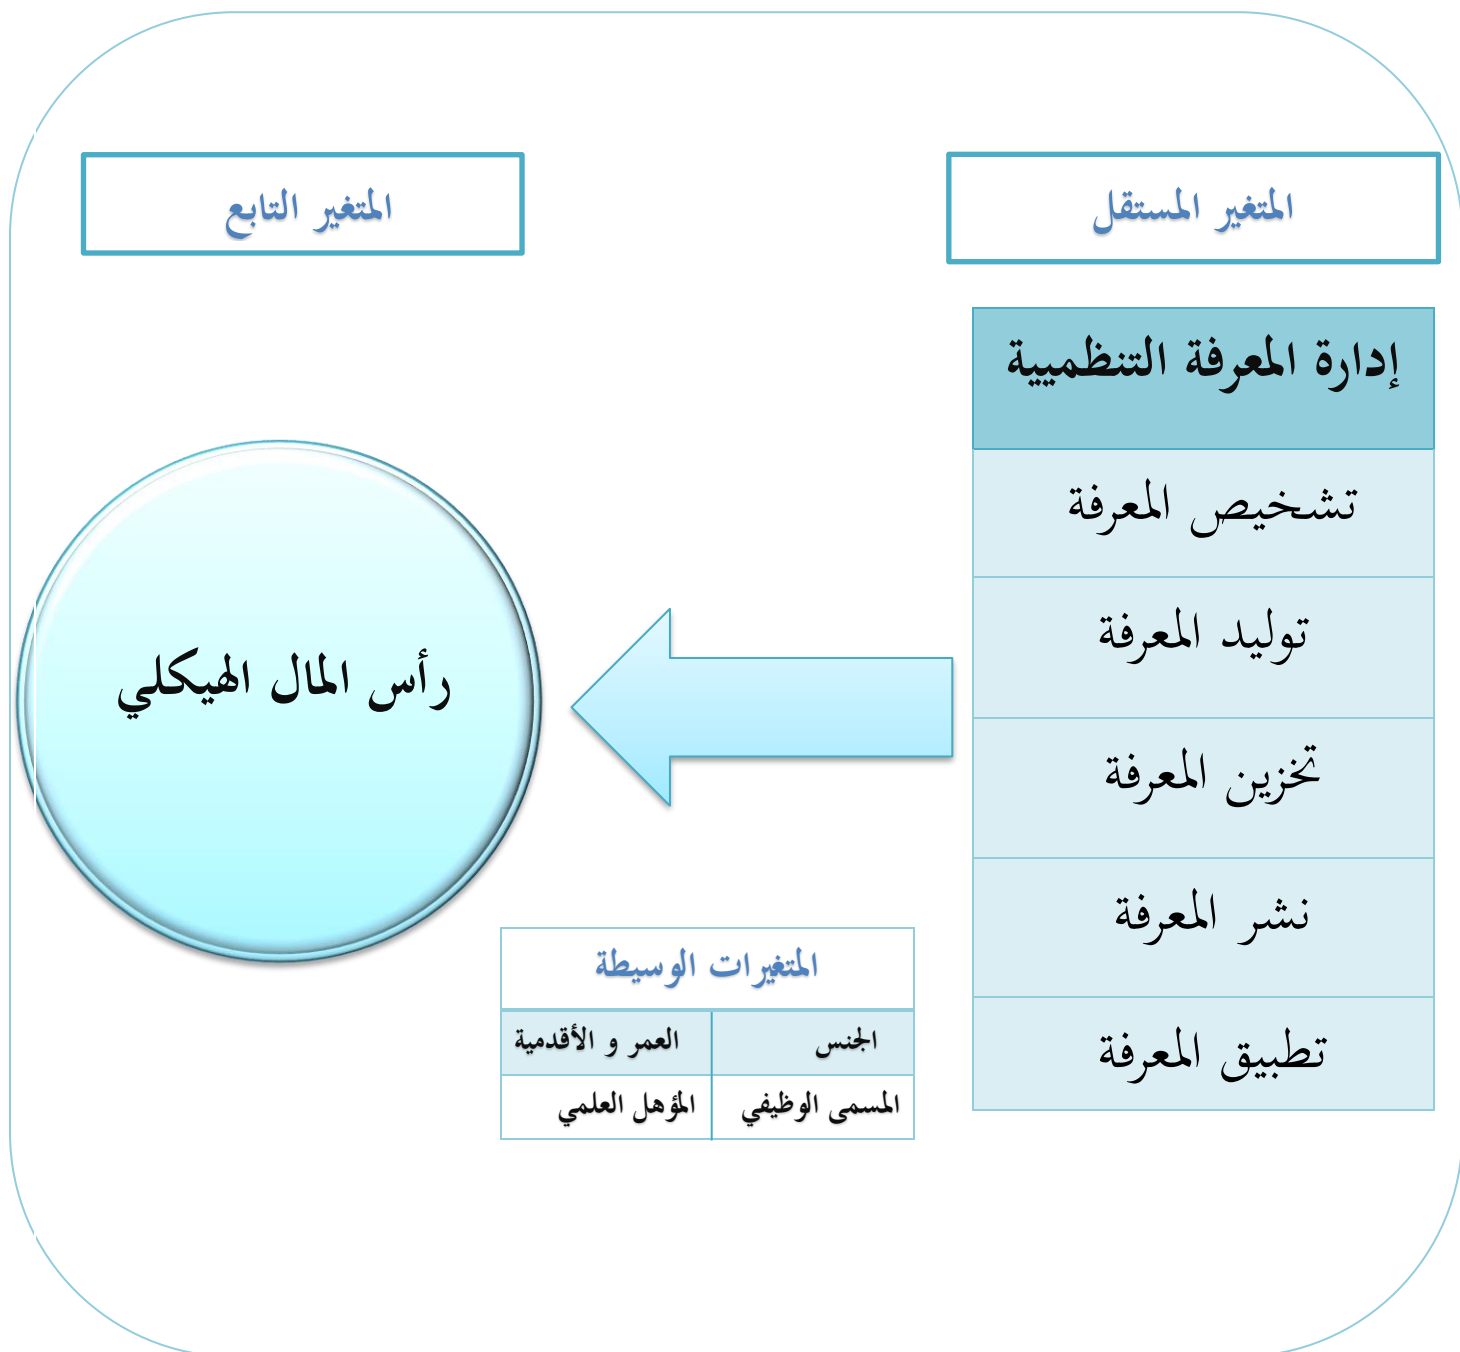 المتغير المستقل
المتغير التابع
إدارة المعرفة التنظميية
تشخيص المعرفة
توليد المعرفة
تخزين المعرفة
نشر المعرفة
تطبيق المعرفة
رأس المال الهيكلي
المتغيرات الوسيطة
الجنس
العمر و الأقدمية
المسمى الوظيفي
المؤهل العلمي